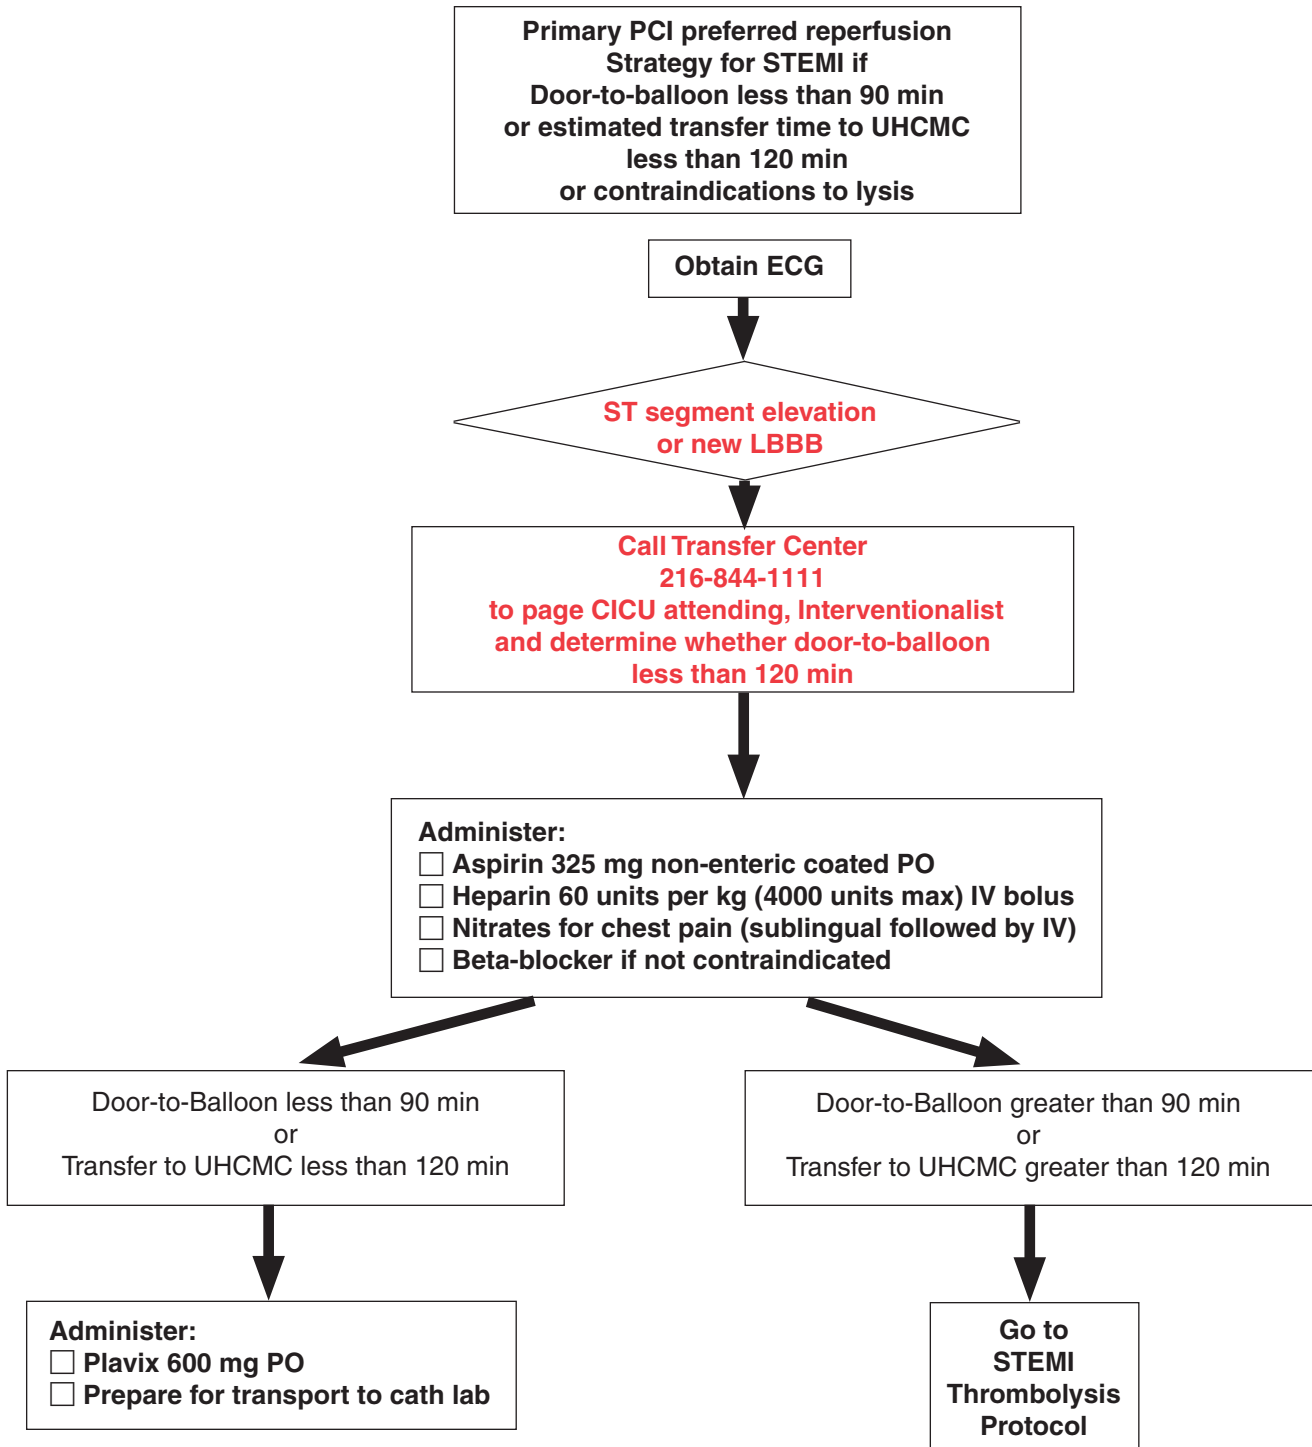 Primary PCI preferred reperfusion
Strategy for STEMI if
Door-to-balloon less than 90 min
or estimated transfer time to UHCMC
less than 120 min
or contraindications to lysis
Obtain ECG
ST segment elevation
or new LBBB
Call Transfer Center
216-844-1111
to page CICU attending, Interventionalist
and determine whether door-to-balloon
less than 120 min
Administer:
☐ Aspirin 325 mg non-enteric coated PO
☐ Heparin 60 units per kg (4000 units max) IV bolus
☐ Nitrates for chest pain (sublingual followed by IV)
☐ Beta-blocker if not contraindicated
Door-to-Balloon less than 90 min
or
Transfer to UHCMC less than 120 min
Door-to-Balloon greater than 90 min
or
Transfer to UHCMC greater than 120 min
Administer:
☐ Plavix 600 mg PO
☐ Prepare for transport to cath lab
Go to
STEMI
Thrombolysis
Protocol